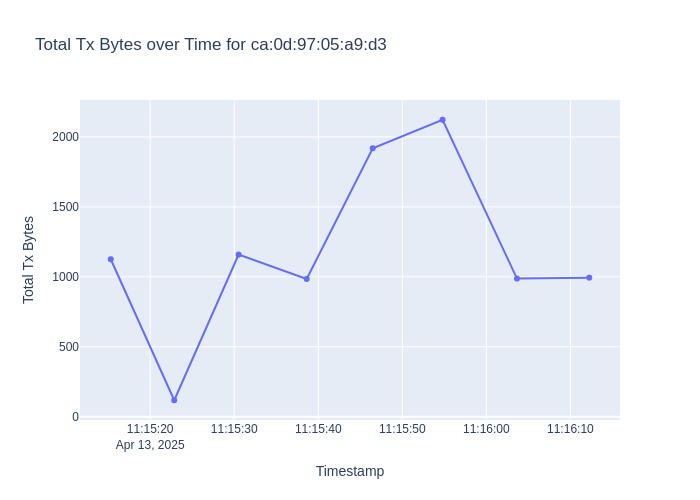 Total Tx Bytes over Time for ca:0d:97:05:a9:d3
Total Tx Bytes
2000
1500
1000
500
0
11:15:20 11:15:30 11:15:40 11:15:50 11:16:00 11:16:10
Apr 13, 2025
Timestamp